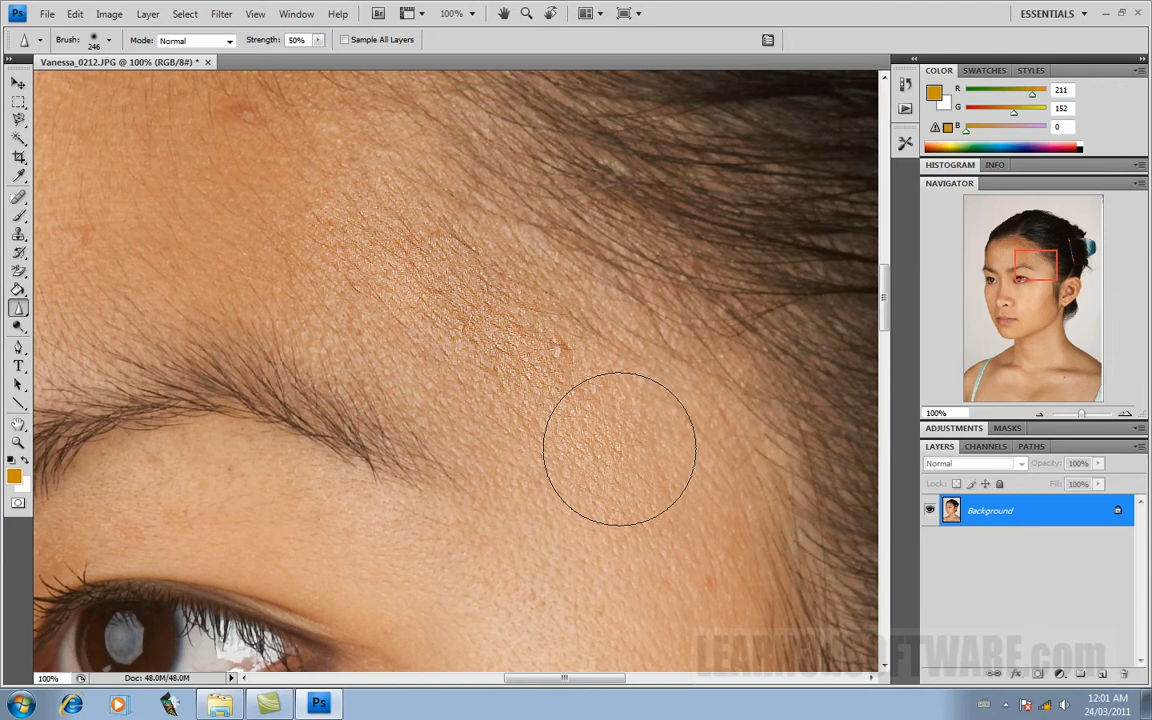 Ps File Edit Image Layer Select Filter View Window Help Br 100% ESSENTIALS
Brush: 246 Mode: Normal Strength: 50% Sample All Layers
Vanessa_0212.JPG @ 100% (RGB/8#) *
COLOR SWATCHES STYLES
R 211
G 152
B 0
HISTOGRAM INFO
NAVIGATOR
100%
ADJUSTMENTS MASKS
LAYERS CHANNELS PATHS
Normal Opacity: 100%
Lock: Fill: 100%
Background
T
100% Doc: 48.0M/48.0M
Ps
12:01 AM
24/03/2011